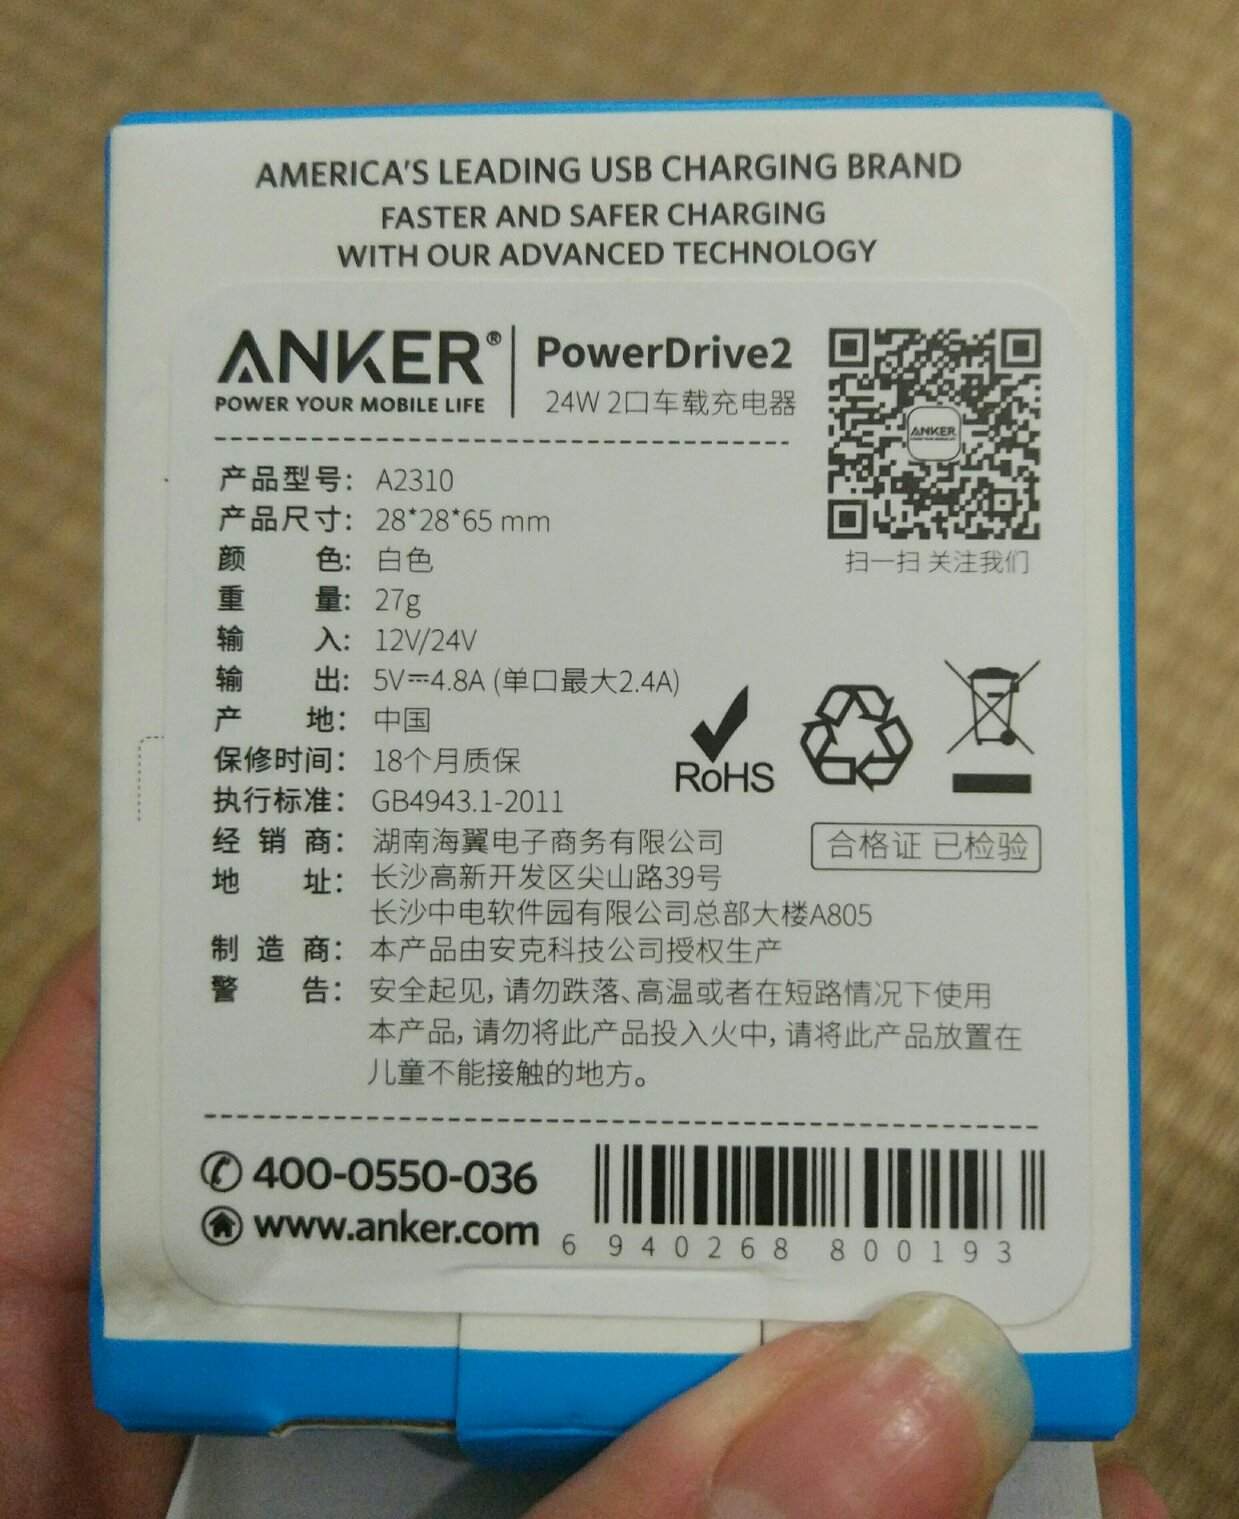 AMERICA'S LEADING USB CHARGING BRAND
FASTER AND SAFER CHARGING
WITH OUR ADVANCED TECHNOLOGY
ANKER®
POWER YOUR MOBILE LIFE
PowerDrive2
24W 2口车载充电器
ANKER
扫一扫 关注我们
产品型号: A2310
产品尺寸: 28*28*65 mm
颜色: 白色
重量: 27g
输入: 12V/24V
输出: 5V⎓4.8A (单口最大2.4A)
产地: 中国
保修时间: 18个月质保
执行标准: GB4943.1-2011
经销商: 湖南海翼电子商务有限公司
地址: 长沙高新开发区尖山路39号
长沙中电软件园有限公司总部大楼A805
制造商: 本产品由安克科技公司授权生产
警告: 安全起见, 请勿跌落、高温或者在短路情况下使用
本产品, 请勿将此产品投入火中, 请将此产品放置在
儿童不能接触的地方。
RoHS
合格证 已检验
400-0550-036
www.anker.com
6 940268 800193